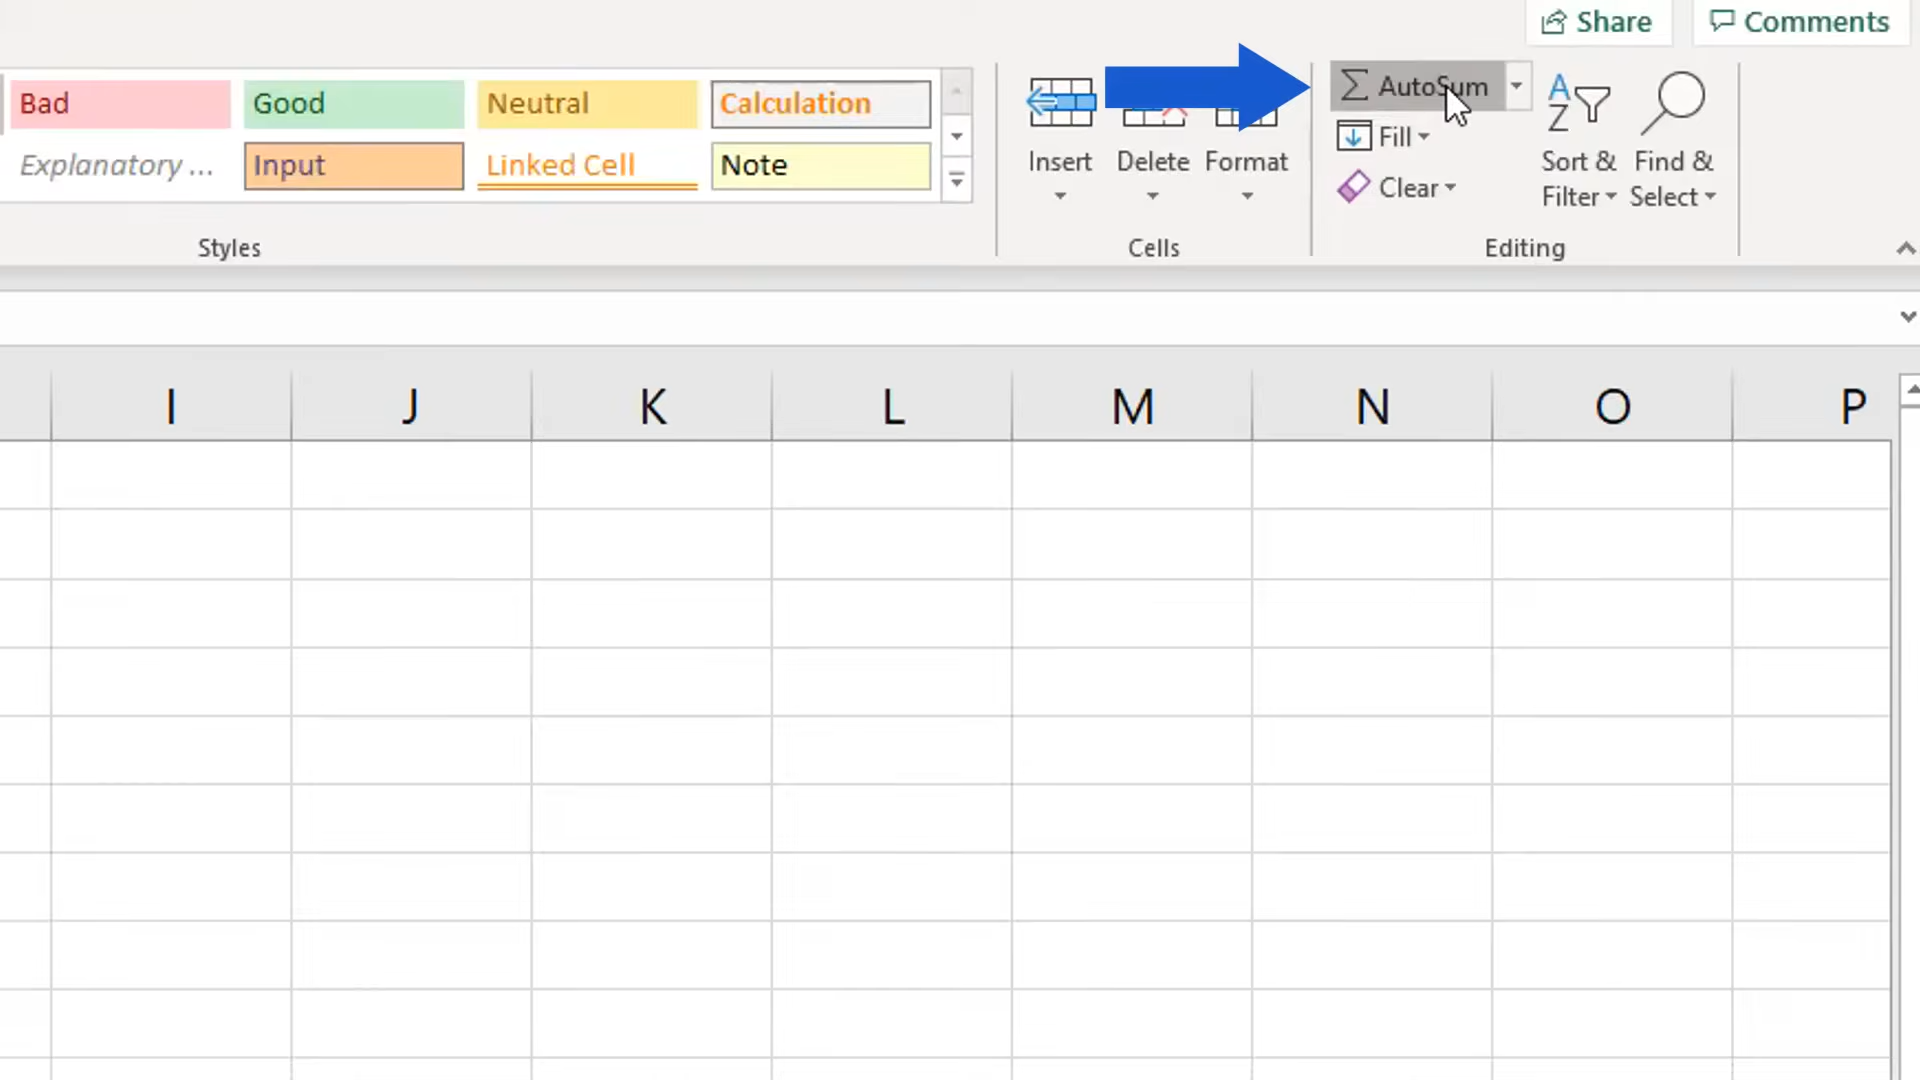 Share
Comments
Bad
Good
Neutral
Calculation
Explanatory ...
Input
Linked Cell
Note
Styles
Insert
Delete
Format
Cells
AutoSum
Fill
Clear
Sort &
Filter
Find &
Select
Editing
I J K L M N O P